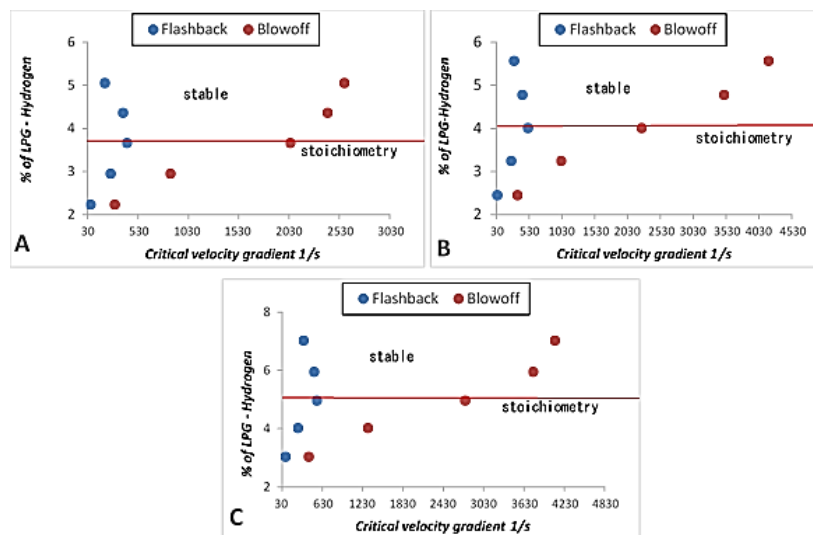 Flashback Blowoff
6
5
4
3
2
% of LPG - Hydrogen
stable
stoichiometry
30 530 1030 1530 2030 2530 3030
Critical velocity gradient 1/s
A
Flashback Blowoff
6
5
4
3
2
% of LPG-Hydrogen
stable
stoichiometry
30 530 1030 1530 2030 2530 3030 3530 4030 4530
Critical velocity gradient 1/s
B
Flashback Blowoff
8
6
4
2
% of LPG - Hydrogen
stable
stoichiometry
30 630 1230 1830 2430 3030 3630 4230 4830
Critical velocity gradient 1/s
C